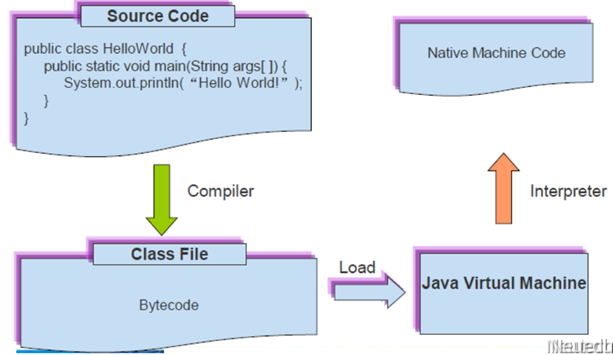 Source Code
public class HelloWorld {
public static void main(String args[ ]) {
System.out.println( “Hello World!” );
}
}
Native Machine Code
Compiler
Interpreter
Class File
Bytecode
Load
Java Virtual Machine